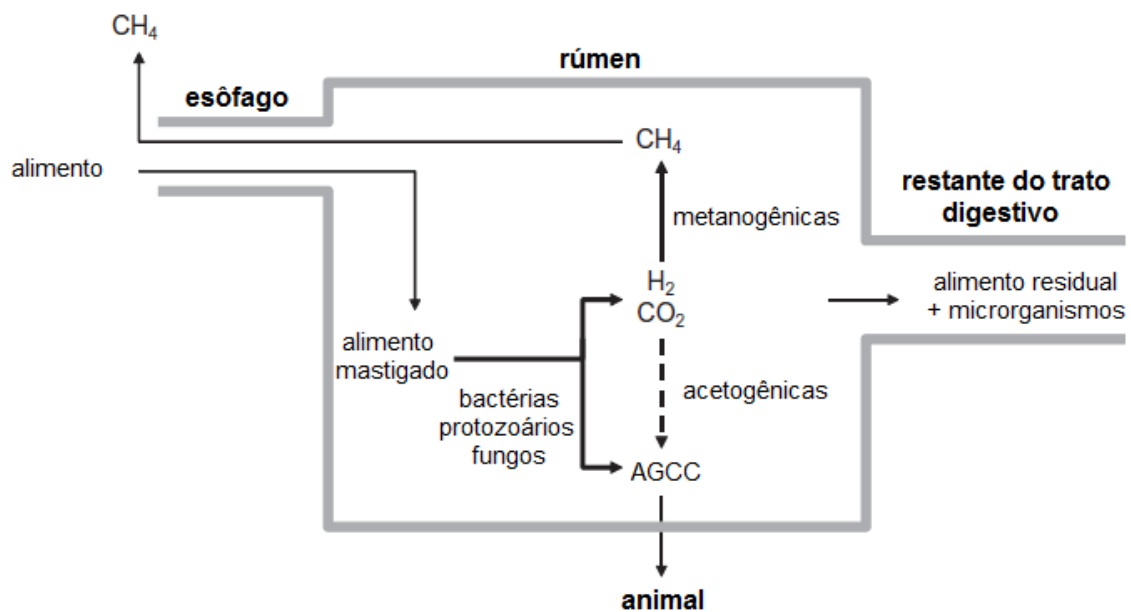 CH₄
rúmen
esôfago
CH₄
alimento
restante do trato
digestivo
metanogênicas
H₂
CO₂
alimento residual
+ microrganismos
alimento
mastigado
acetogênicas
bactérias
protozoários
fungos
AGCC
animal